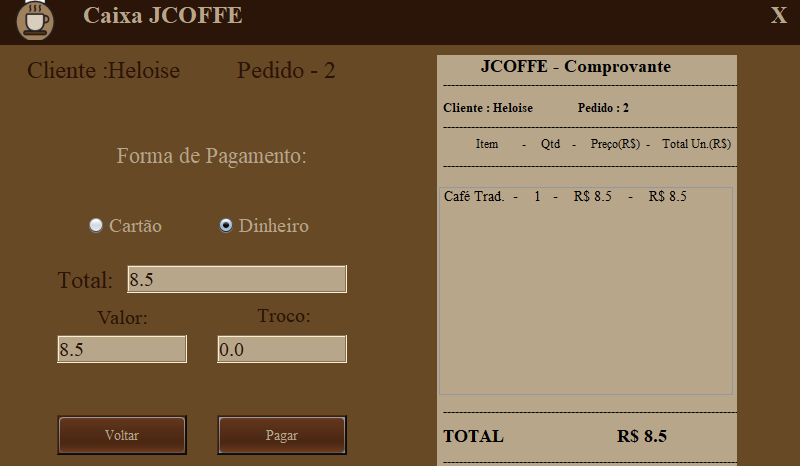 Caixa JCOFFE
X
Cliente :Heloise Pedido - 2
Forma de Pagamento:
Cartão Dinheiro
Total: 8.5
Valor: Troco:
8.5 0.0
Voltar Pagar
JCOFFE - Comprovante
Cliente : Heloise Pedido : 2
Item - Qtd - Preço(R$) - Total Un.(R$)
Café Trad. - 1 - R$ 8.5 - R$ 8.5
TOTAL R$ 8.5